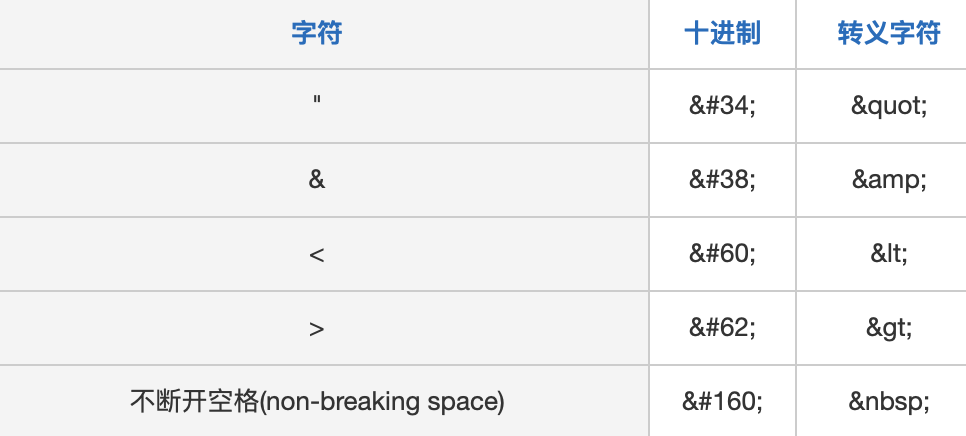 字符 十进制 转义字符
" &#34; &quot;
& &#38; &amp;
< &#60; &lt;
> &#62; &gt;
不断开空格(non-breaking space) &#160; &nbsp;